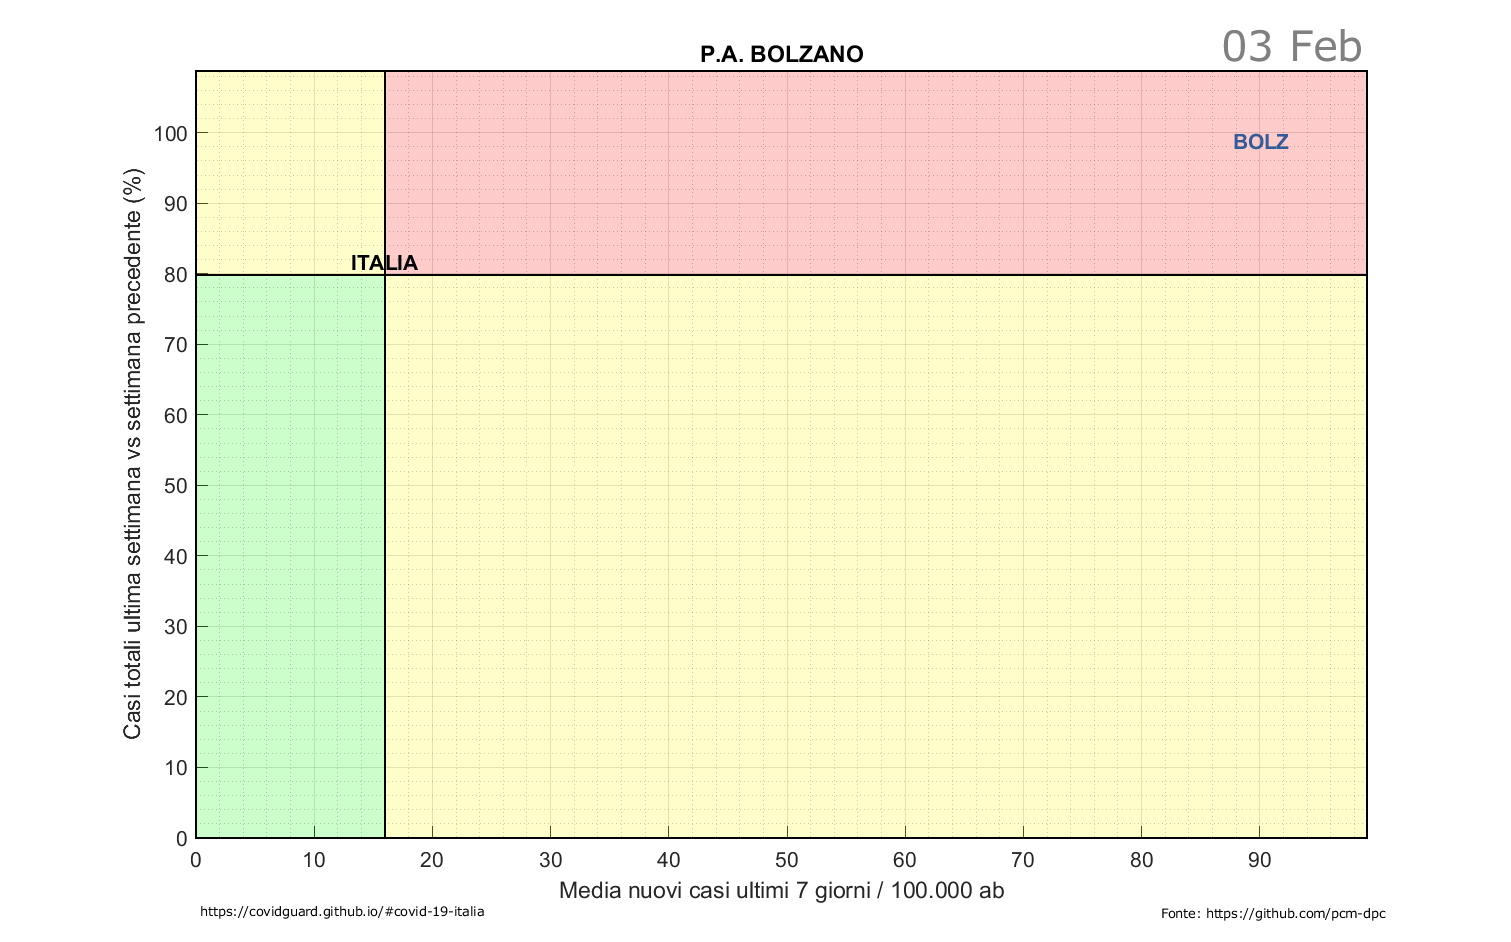 03 Feb
P.A. BOLZANO
100
90
80
70
60
50
40
30
20
10
0
Casi totali ultima settimana vs settimana precedente (%)
BOLZ
ITALIA
0 10 20 30 40 50 60 70 80 90
Media nuovi casi ultimi 7 giorni / 100.000 ab
https://covidguard.github.io/#covid-19-italia
Fonte: https://github.com/pcm-dpc